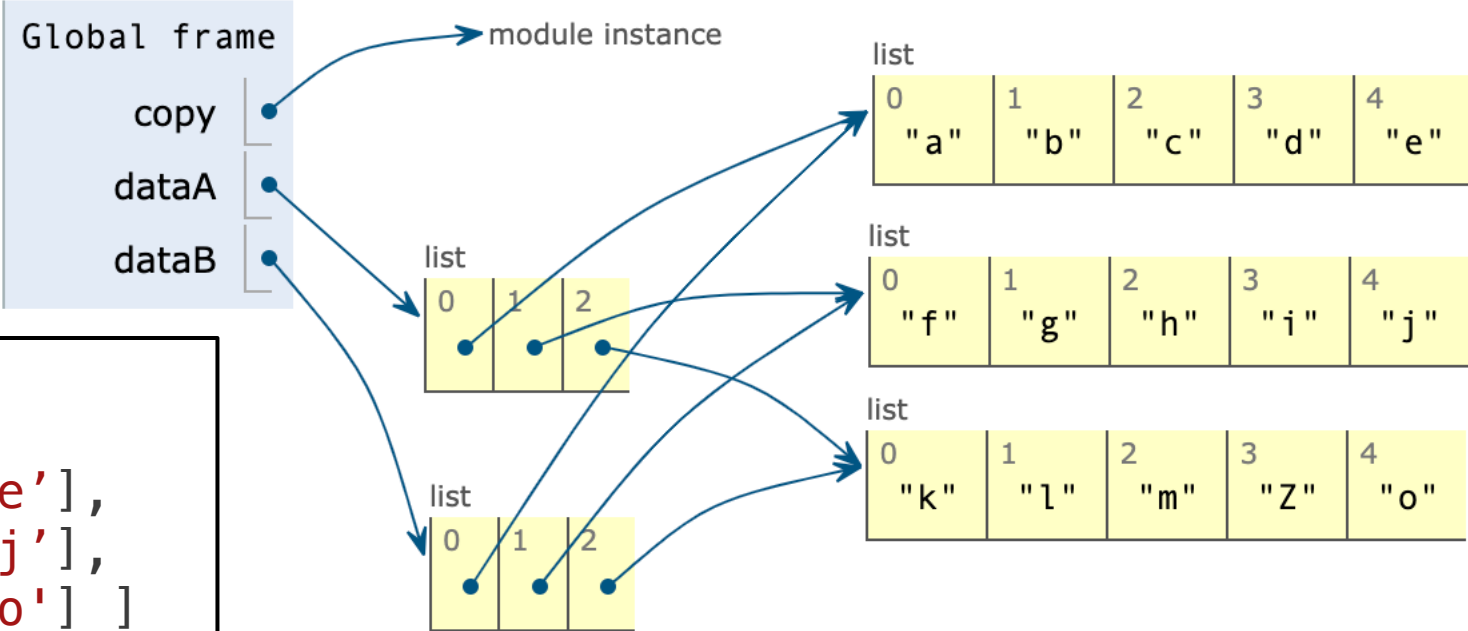 Global frame
copy
dataA
dataB
module instance
list
0 1 2
list
0 1 2
list
0 1 2 3 4
"a" "b" "c" "d" "e"
list
0 1 2 3 4
"f" "g" "h" "i" "j"
list
0 1 2 3 4
"k" "l" "m" "Z" "o"
e’],
j’],
o'] ]